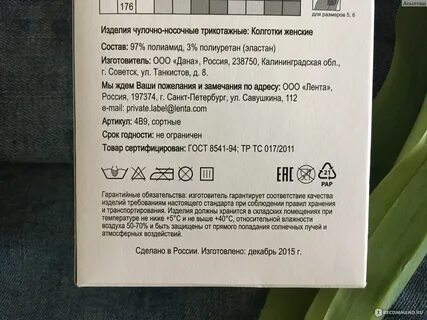 176
для размеров 5, 6
Изделия чулочно-носочные трикотажные: Колготки женские
Состав: 97% полиамид, 3% полиуретан (эластан)
Изготовитель: ООО «Дана», Россия, 238750, Калининградская обл.,
г. Советск, ул. Танкистов, д. 8.
Мы ждем Ваши пожелания и замечания по адресу: ООО «Лента»,
Россия, 197374, г. Санкт-Петербург, ул. Савушкина, 112
e-mail: private.label@lenta.com
Артикул: 4В9, сортные
Срок годности: не ограничен
Товар сертифицирован: ГОСТ 8541-94; ТР ТС 017/2011
EAC
21
PAP
Гарантийные обязательства: изготовитель гарантирует соответствие качества
изделий требованиям настоящего стандарта при соблюдении правил хранения
и транспортирования. Изделия должны хранится в складских помещениях при
температуре не ниже +5°С и не выше +40°С, относительной влажности
воздуха 50-70% и быть защищены от прямого попадания солнечных лучей и
атмосферных воздействий.
Сделано в России. Изготовлено: декабрь 2015 г.
IRECOMMEND.RU